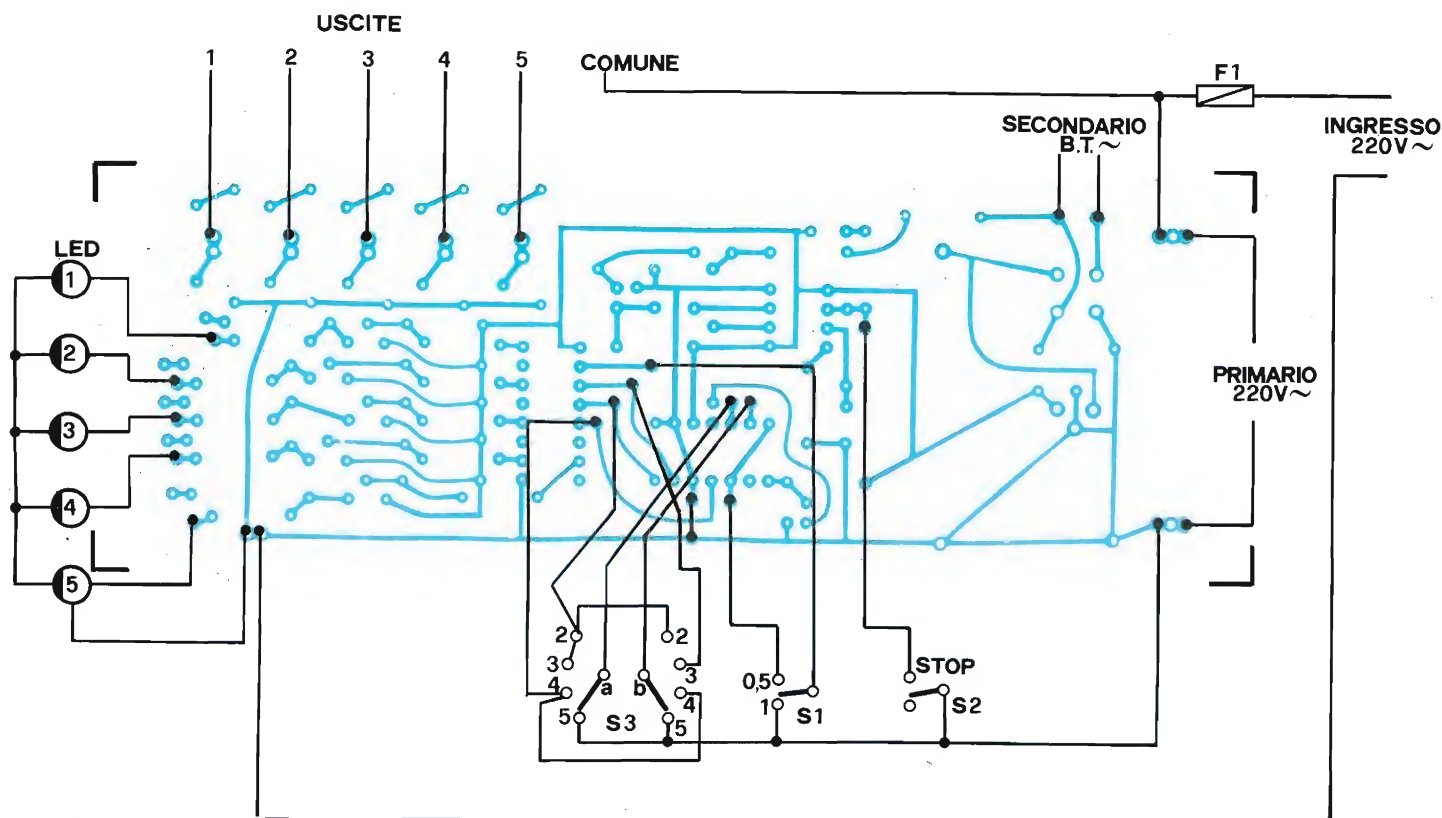 USCITE
1 2 3 4 5
COMUNE
F1
SECONDARIO
B.T. ~
INGRESSO
220V ~
LED
1
2
3
4
5
PRIMARIO
220V ~
2 2
3 3
4 4
a b
5 5
S3
0,5
1
S1
STOP
S2